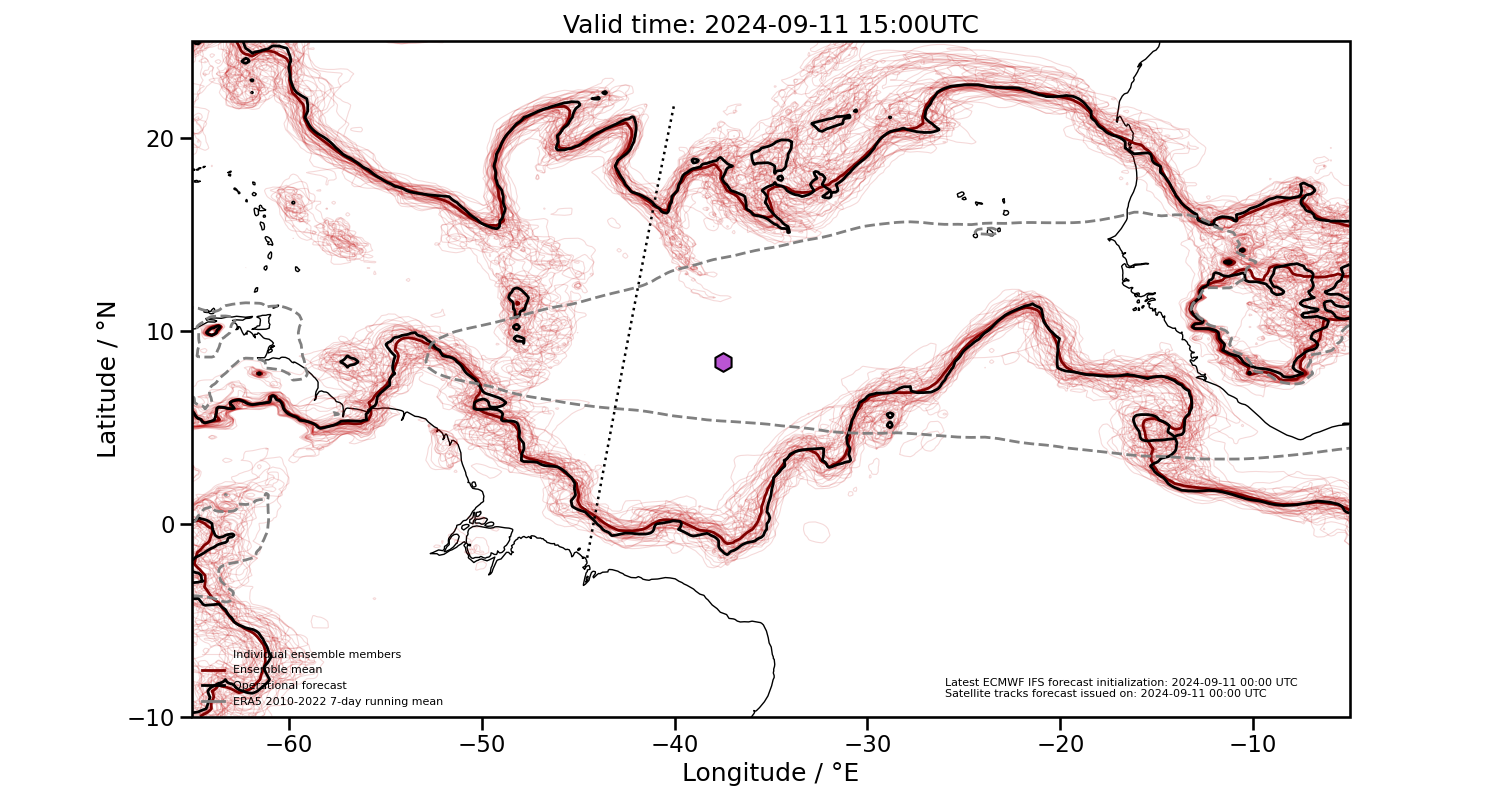 Valid time: 2024-09-11 15:00UTC
20
10
0
−10
Latitude / °N
Individual ensemble members
Ensemble mean
Operational forecast
ERA5 2010-2022 7-day running mean
Latest ECMWF IFS forecast initialization: 2024-09-11 00:00 UTC
Satellite tracks forecast issued on: 2024-09-11 00:00 UTC
−60
−50
−40
−30
−20
−10
Longitude / °E